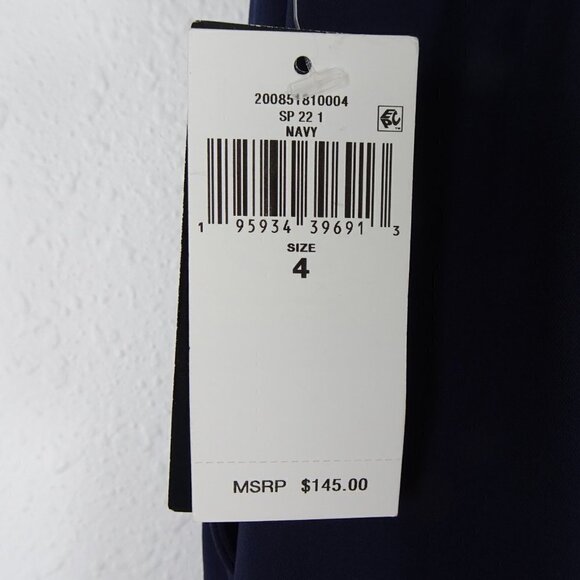 200851810004
SP 22 1
NAVY
1 95934 39691 3
SIZE
4
MSRP $145.00